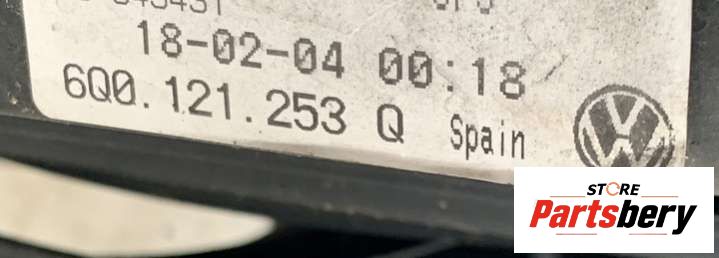 18-02-04 00:18
6Q0.121.253 Q Spain
STORE
Partsbery